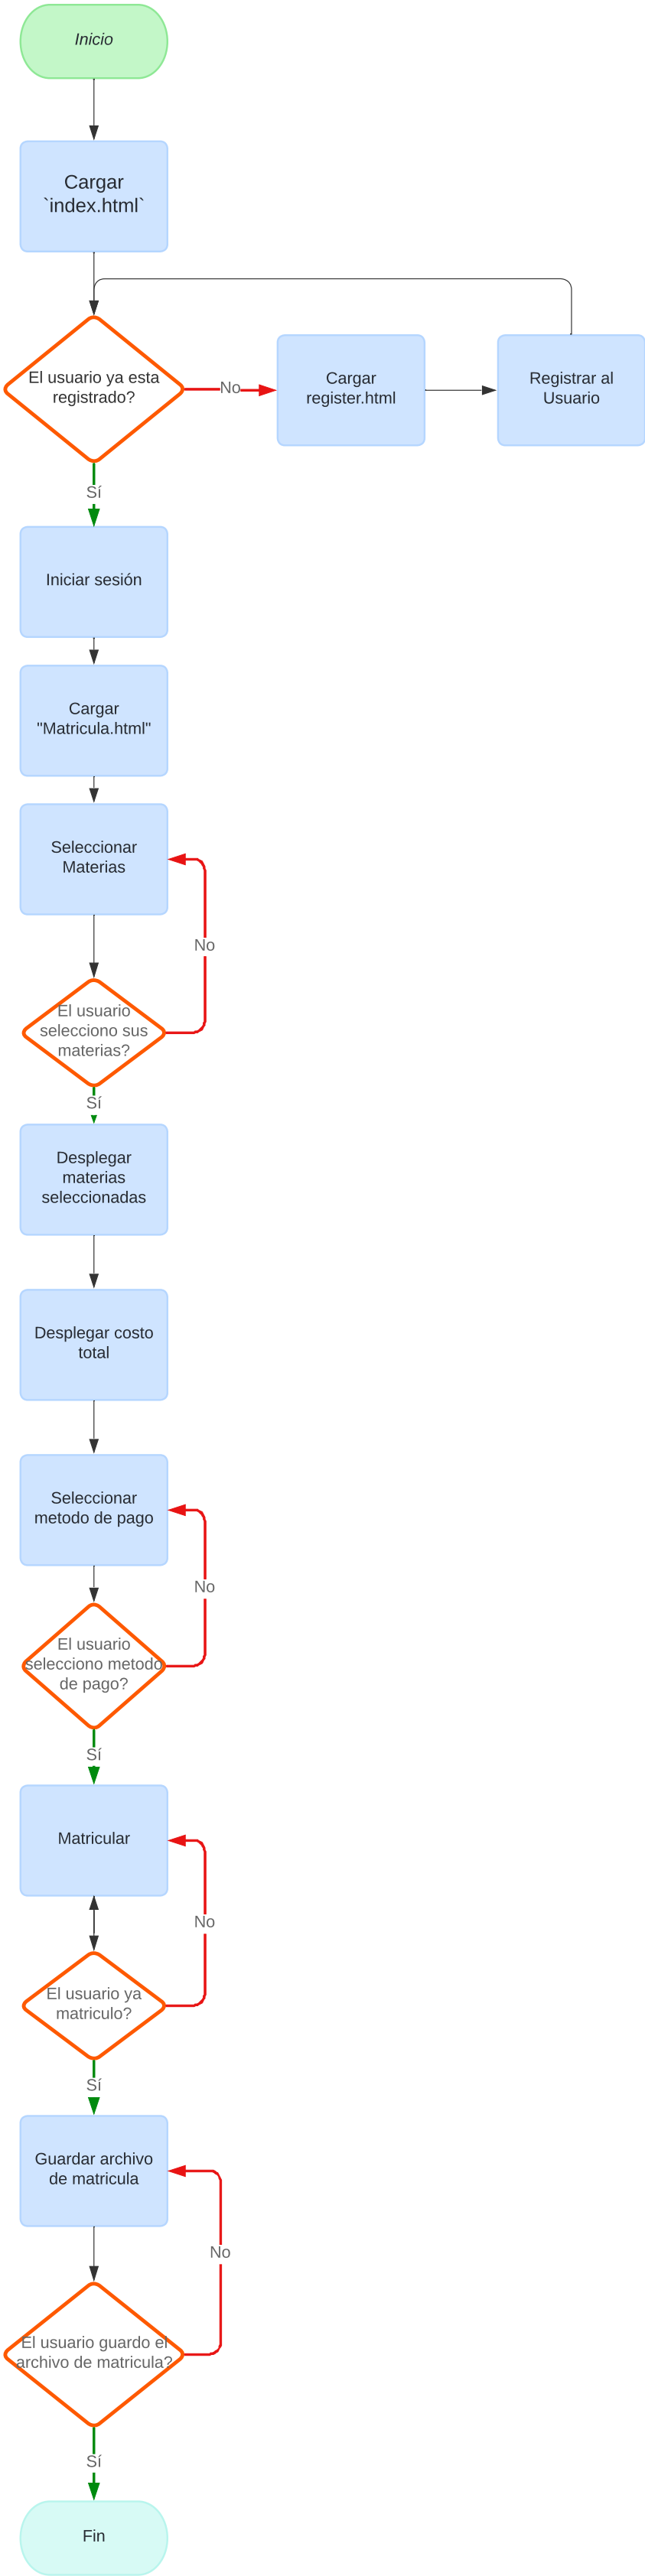 Inicio
Cargar
`index.html`
El usuario ya esta
registrado?
No
Cargar
register.html
Registrar al
Usuario
Sí
Iniciar sesión
Cargar
"Matricula.html"
Seleccionar
Materias
No
El usuario
selecciono sus
materias?
Sí
Desplegar
materias
seleccionadas
Desplegar costo
total
Seleccionar
metodo de pago
No
El usuario
selecciono metodo
de pago?
Sí
Matricular
No
El usuario ya
matriculo?
Sí
Guardar archivo
de matricula
No
El usuario guardo el
archivo de matricula?
Sí
Fin